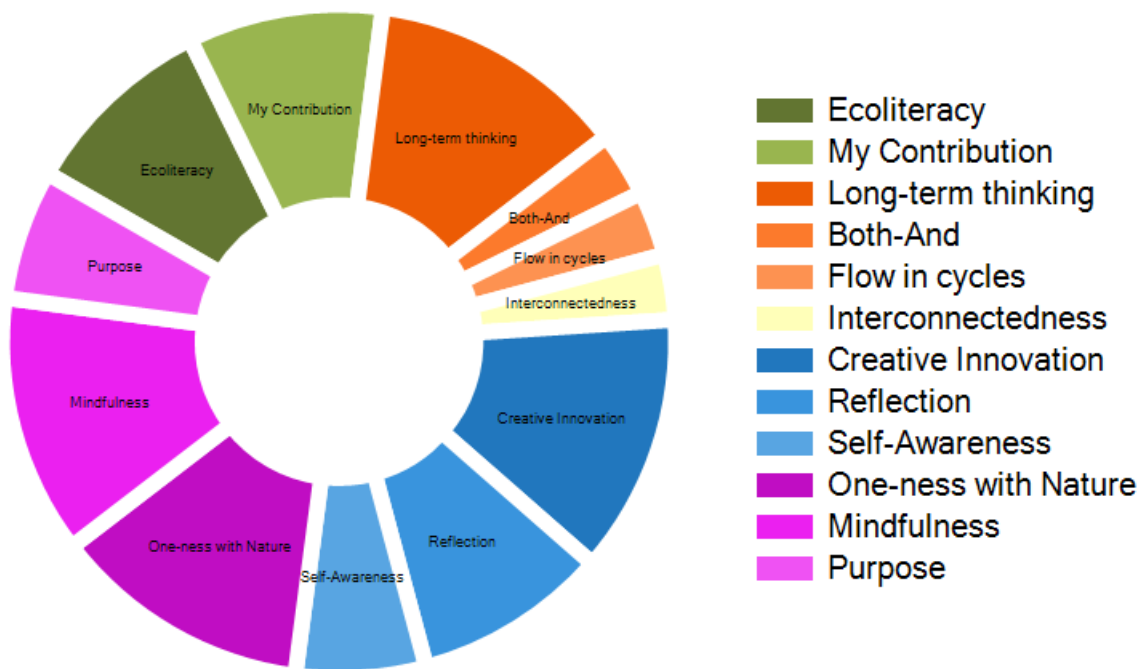 My Contribution
Long-term thinking
Ecoliteracy
Both-And
Flow in cycles
Purpose
Interconnectedness
Mindfulness
Creative Innovation
One-ness with Nature
Reflection
Self-Awareness
Ecoliteracy
My Contribution
Long-term thinking
Both-And
Flow in cycles
Interconnectedness
Creative Innovation
Reflection
Self-Awareness
One-ness with Nature
Mindfulness
Purpose